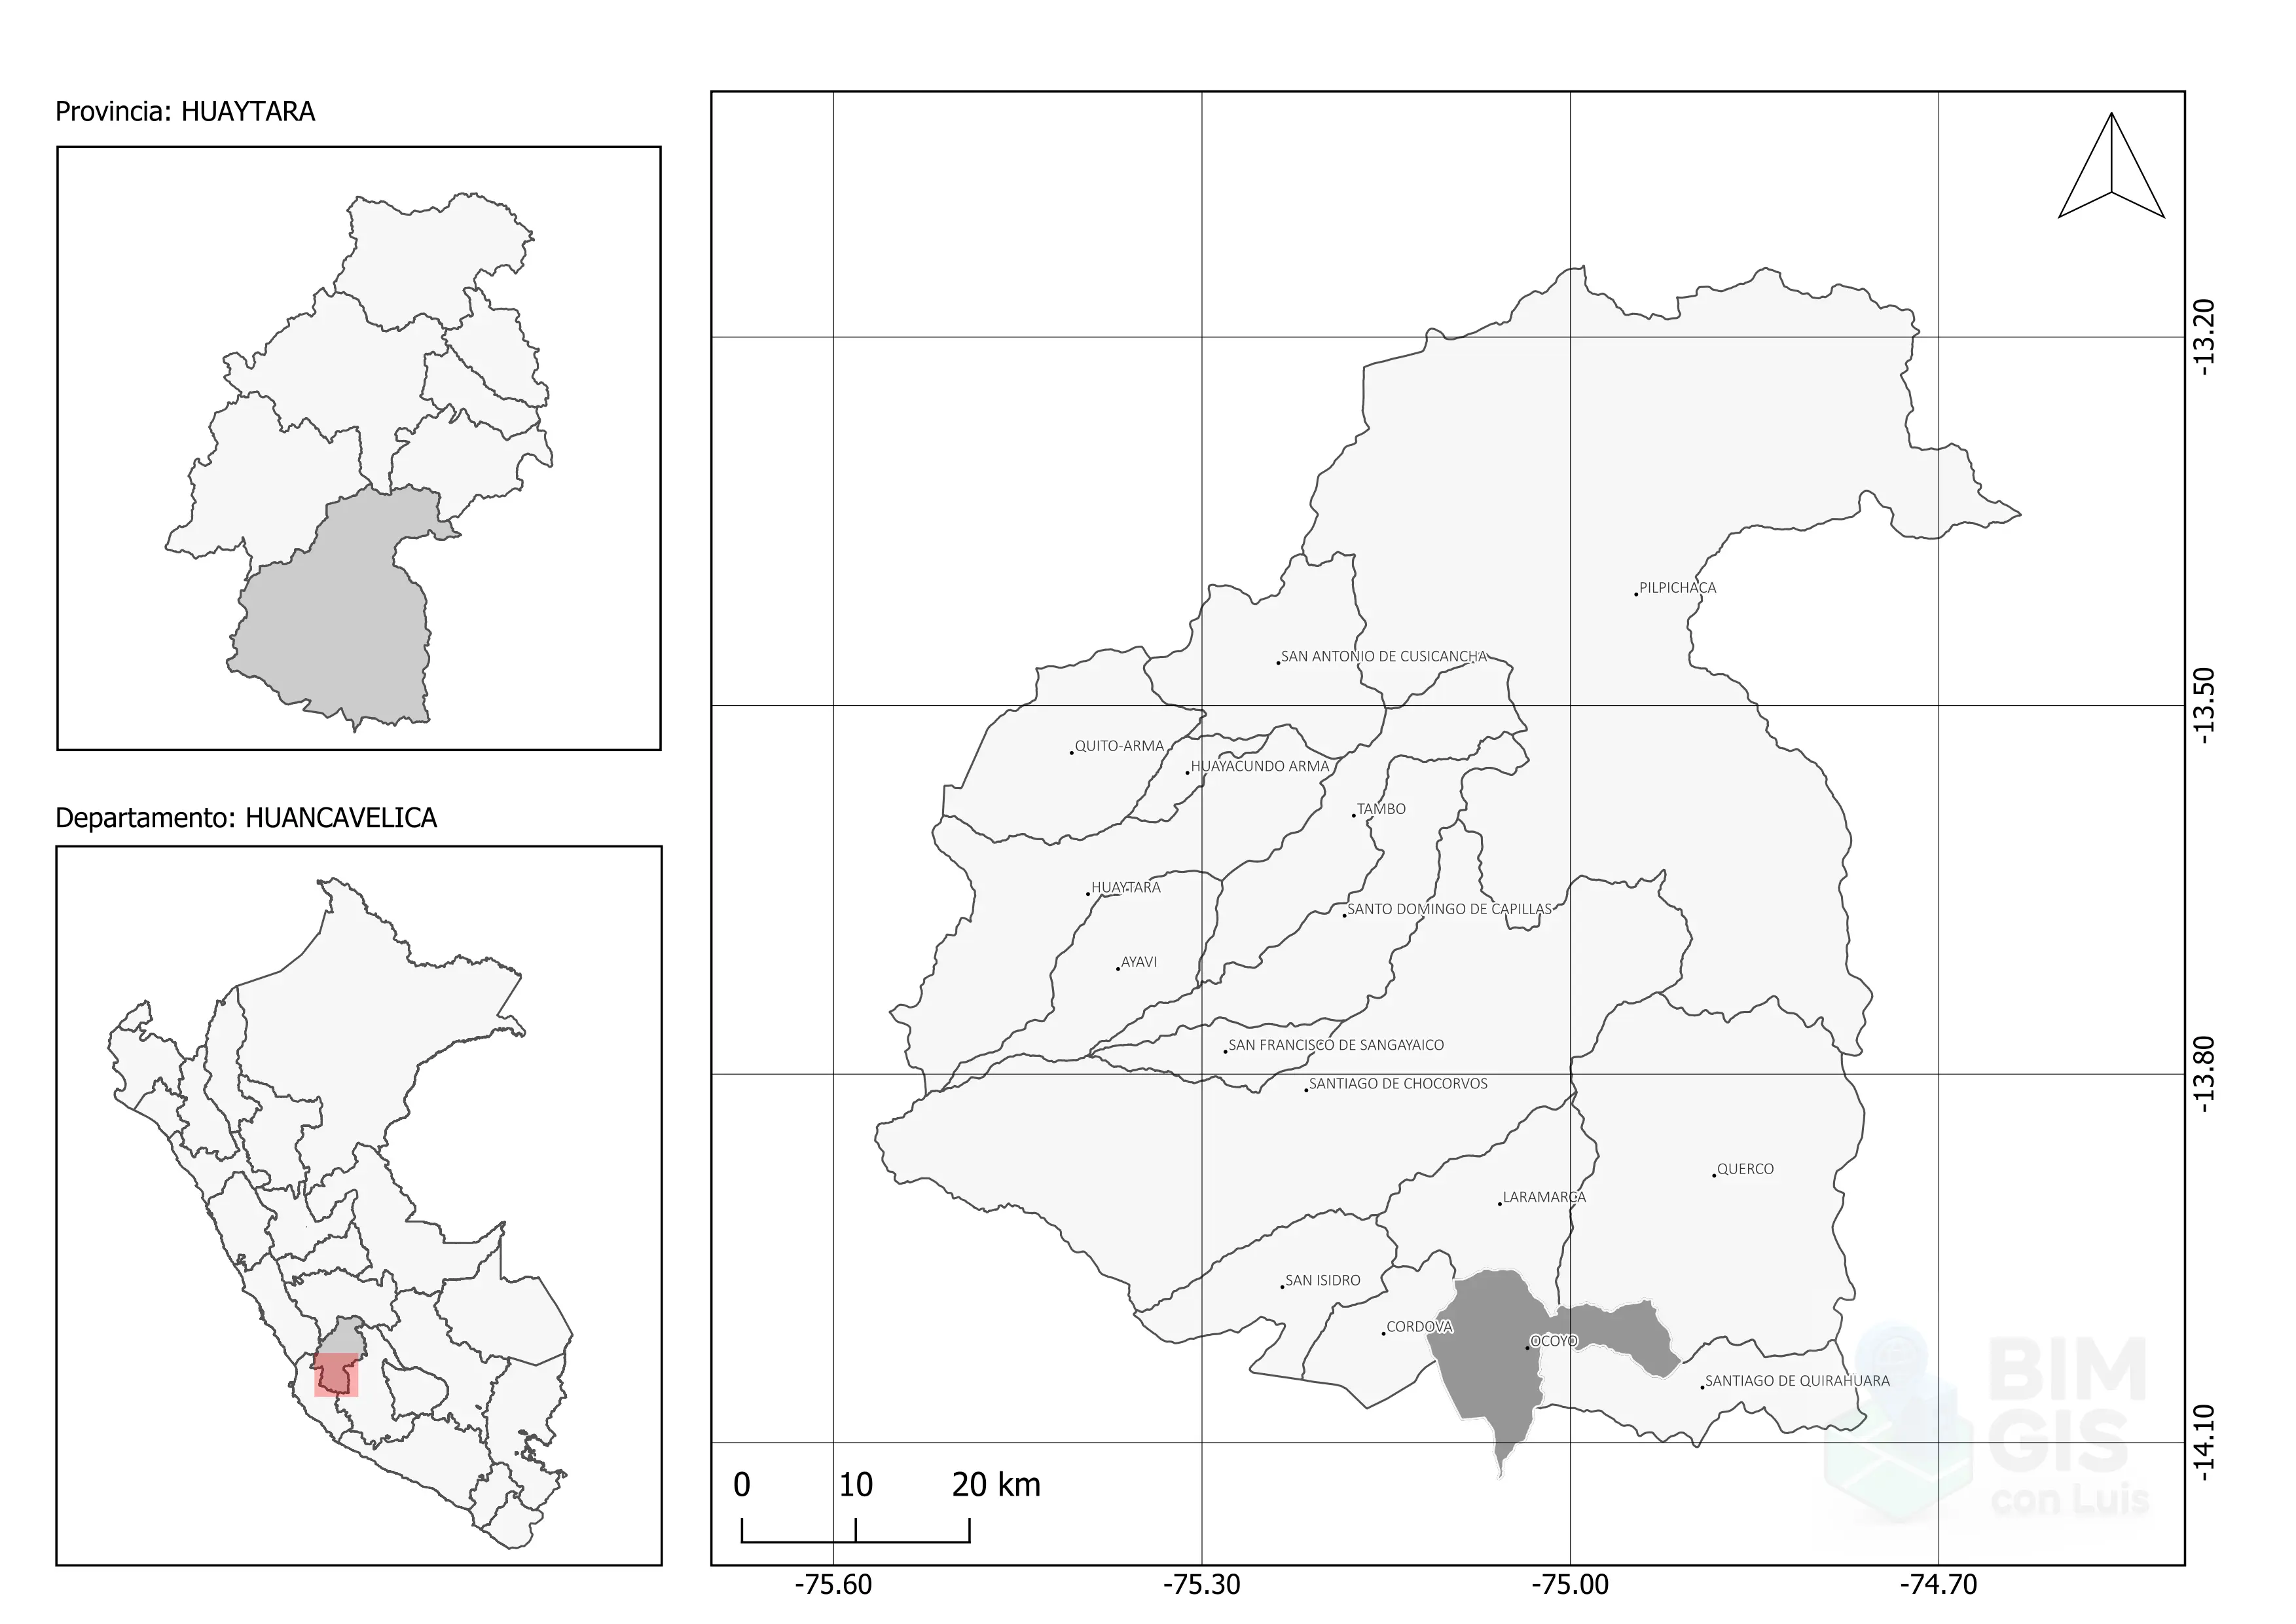 Provincia: HUAYTARA
Departamento: HUANCAVELICA
PILPICHACA
SAN ANTONIO DE CUSICANCHA
QUITO-ARMA
HUAYACUNDO ARMA
TAMBO
HUAYTARA
SANTO DOMINGO DE CAPILLAS
AYAVI
SAN FRANCISCO DE SANGAYAICO
SANTIAGO DE CHOCORVOS
QUERCO
LARAMARCA
SAN ISIDRO
CORDOVA
OCOYO
SANTIAGO DE QUIRAHUARA
0 10 20 km
-75.60 -75.30 -75.00 -74.70
-13.20
-13.50
-13.80
-14.10
BIM
GIS
con Luis